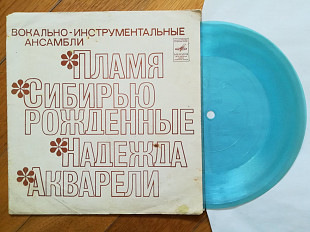 ВОКАЛЬНО-ИНСТРУМЕНТАЛЬНЫЕ
АНСАМБЛИ
ПЛАМЯ
СИБИРЬЮ
РОЖДЕННЫЕ
НАДЕЖДА
АКВАРЕЛИ